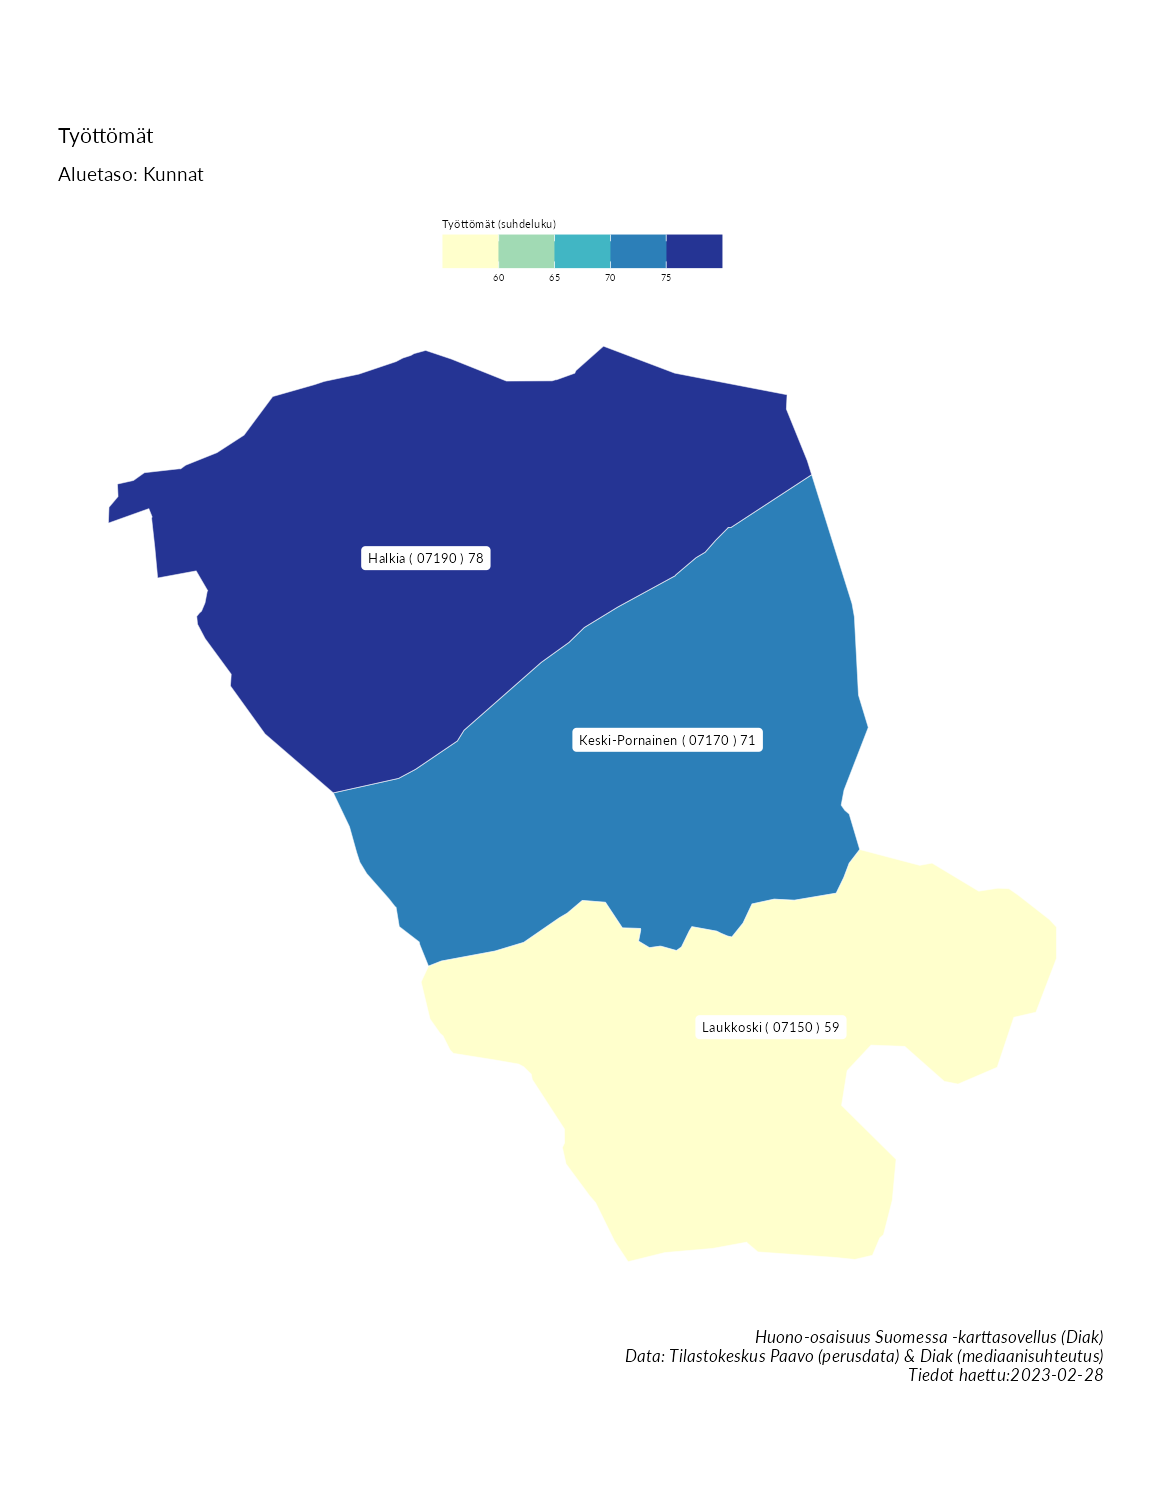 Työttömät
Aluetaso: Kunnat
Työttömät (suhdeluku)
60 65 70 75
Halkia ( 07190 ) 78
Keski-Pornainen ( 07170 ) 71
Laukkoski ( 07150 ) 59
Huono-osaisuus Suomessa -karttasovellus (Diak)
Data: Tilastokeskus Paavo (perusdata) & Diak (mediaanisuhteutus)
Tiedot haettu:2023-02-28